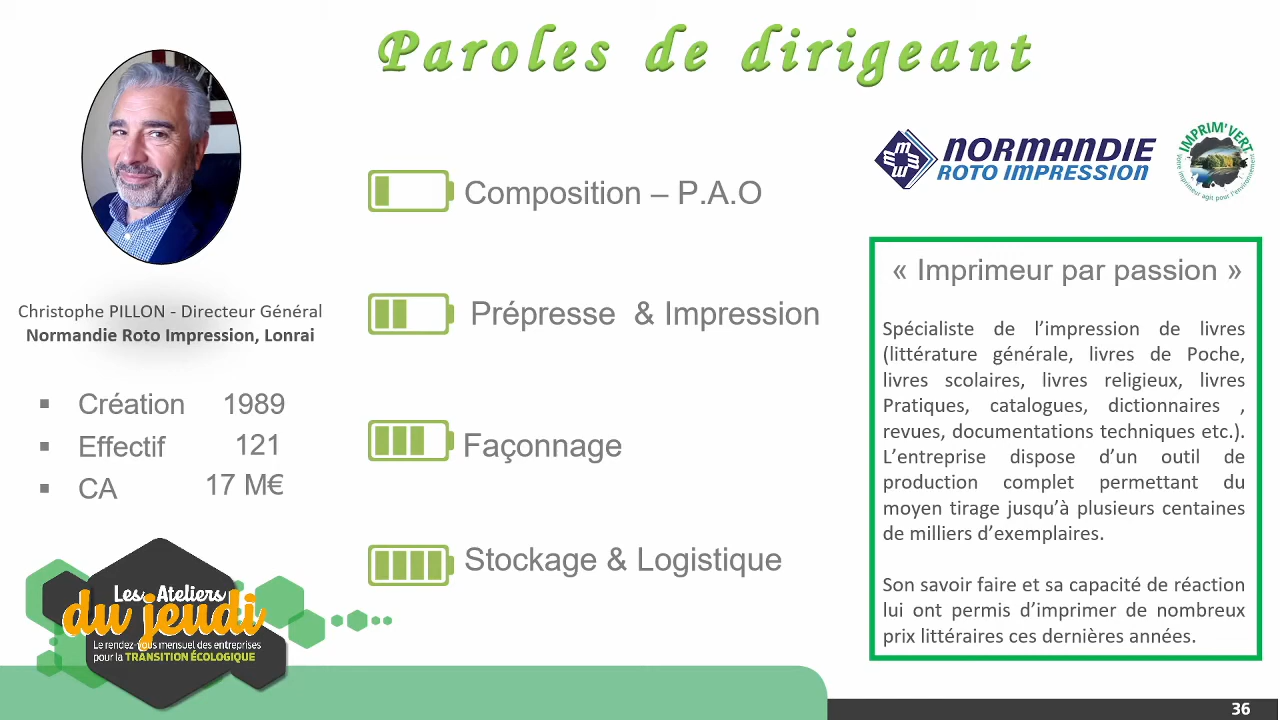 Paroles de dirigeant
NORMANDIE
ROTO IMPRESSION
IMPRIM'VERT
Votre imprimeur agit pour l'environnement
Christophe PILLON - Directeur Général
Normandie Roto Impression, Lonrai
▪ Création 1989
▪ Effectif 121
▪ CA 17 M€
Composition – P.A.O
Prépresse & Impression
Façonnage
Stockage & Logistique
« Imprimeur par passion »
Spécialiste de l’impression de livres
(littérature générale, livres de Poche,
livres scolaires, livres religieux, livres
Pratiques, catalogues, dictionnaires ,
revues, documentations techniques etc.).
L’entreprise dispose d’un outil de
production complet permettant du
moyen tirage jusqu’à plusieurs centaines
de milliers d’exemplaires.
Son savoir faire et sa capacité de réaction
lui ont permis d’imprimer de nombreux
prix littéraires ces dernières années.
Les Ateliers
du jeudi
Le rendez-vous mensuel des entreprises
pour la TRANSITION ÉCOLOGIQUE
36